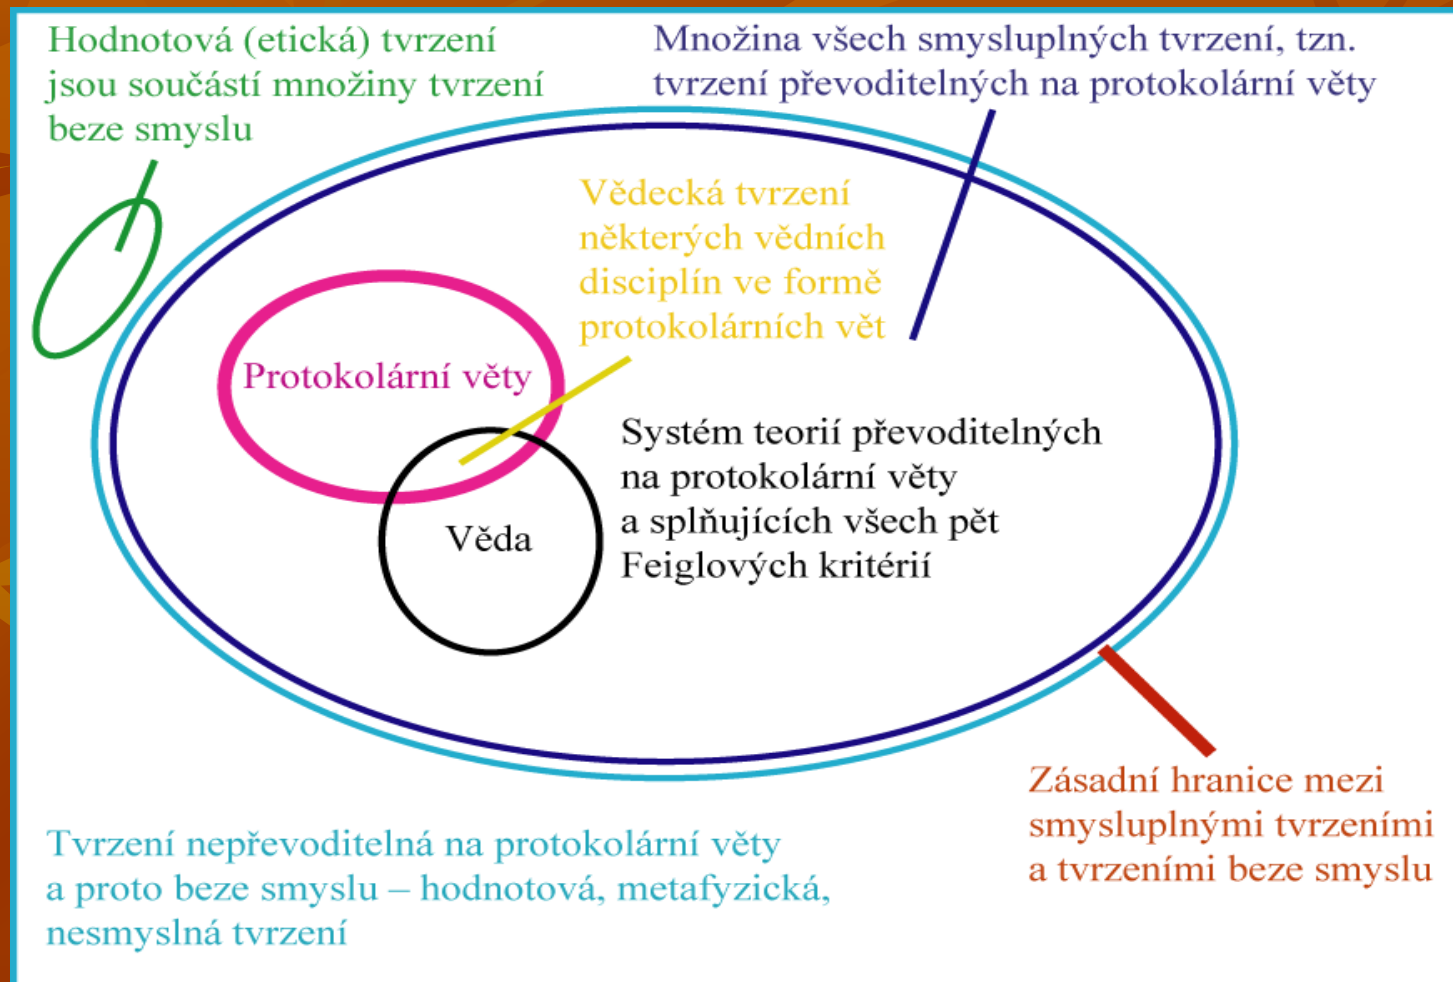 Hodnotová (etická) tvrzení
jsou součástí množiny tvrzení
beze smyslu
Množina všech smysluplných tvrzení, tzn.
tvrzení převoditelných na protokolární věty
Vědecká tvrzení
některých vědních
disciplín ve formě
protokolárních vět
Protokolární věty
Systém teorií převoditelných
na protokolární věty
a splňujících všech pět
Feiglových kritérií
Věda
Zásadní hranice mezi
smysluplnými tvrzeními
a tvrzeními beze smyslu
Tvrzení nepřevoditelná na protokolární věty
a proto beze smyslu – hodnotová, metafyzická,
nesmyslná tvrzení